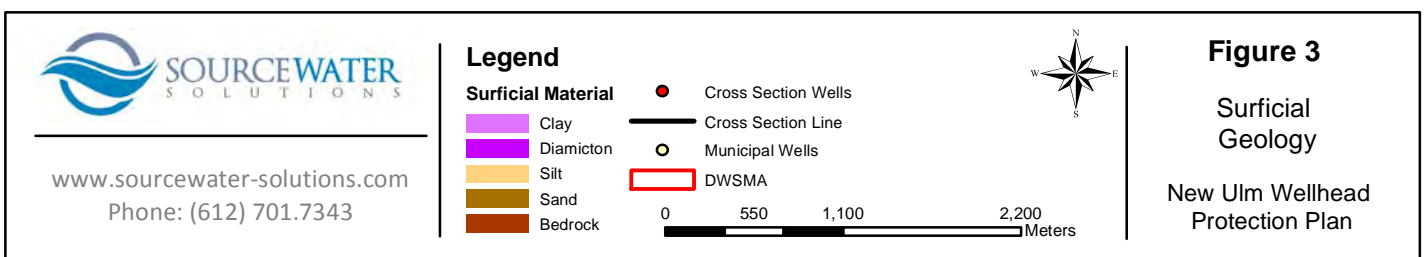 SOURCEWATER
SOLUTIONS
www.sourcewater-solutions.com
Phone: (612) 701.7343
Legend
Surficial Material
Clay
Diamicton
Silt
Sand
Bedrock
Cross Section Wells
Cross Section Line
Municipal Wells
DWSMA
0 550 1,100 2,200
Meters
N
W E
S
Figure 3
Surficial
Geology
New Ulm Wellhead
Protection Plan